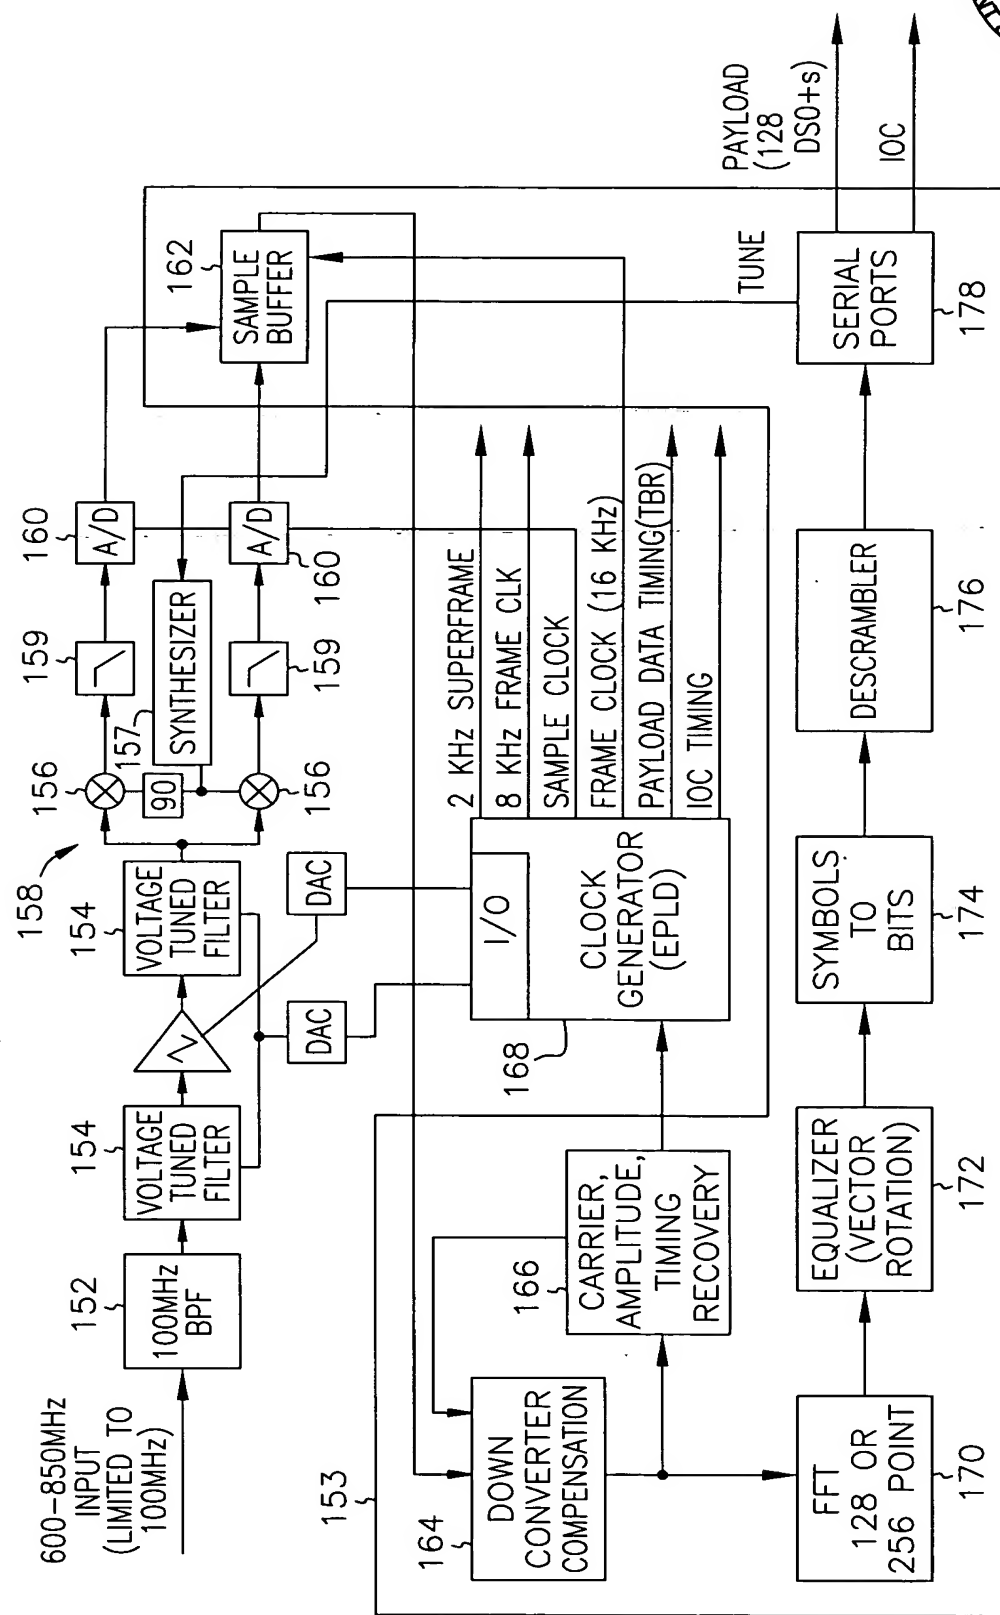 600-850MHz
INPUT
(LIMITED TO
100MHz)
152
100MHz
BPF
154
VOLTAGE
TUNED
FILTER
154
VOLTAGE
TUNED
FILTER
158
156
156
90
157
SYNTHESIZER
159
159
160
A/D
A/D
160
162
SAMPLE
BUFFER
DAC
DAC
153
164
DOWN
CONVERTER
COMPENSATION
166
CARRIER,
AMPLITUDE,
TIMING
RECOVERY
168
I/O
CLOCK
GENERATOR
(EPLD)
2 KHz SUPERFRAME
8 KHz FRAME CLK
SAMPLE CLOCK
FRAME CLOCK (16 KHz)
PAYLOAD DATA TIMING(TBR)
IOC TIMING
TUNE
FFT
128 OR
256 POINT
170
EQUALIZER
(VECTOR
ROTATION)
172
SYMBOLS
TO
BITS
174
DESCRAMBLER
176
SERIAL
PORTS
178
PAYLOAD
(128
DS0+s)
IOC